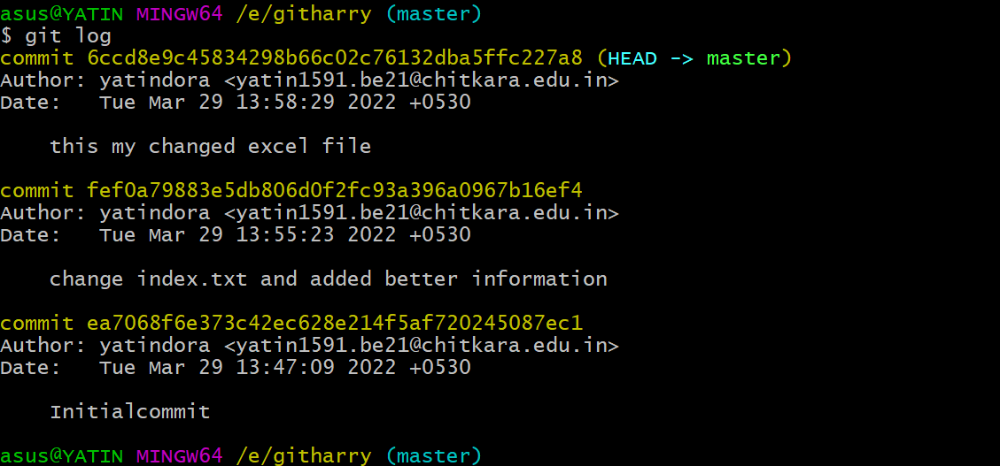 asus@YATIN MINGW64 /e/githarry (master)
$ git log
commit 6ccd8e9c45834298b66c02c76132dba5ffc227a8 (HEAD -> master)
Author: yatindora <yatin1591.be21@chitkara.edu.in>
Date:   Tue Mar 29 13:58:29 2022 +0530
    this my changed excel file
commit fef0a79883e5db806d0f2fc93a396a0967b16ef4
Author: yatindora <yatin1591.be21@chitkara.edu.in>
Date:   Tue Mar 29 13:55:23 2022 +0530
    change index.txt and added better information
commit ea7068f6e373c42ec628e214f5af720245087ec1
Author: yatindora <yatin1591.be21@chitkara.edu.in>
Date:   Tue Mar 29 13:47:09 2022 +0530
    Initialcommit
asus@YATIN MINGW64 /e/githarry (master)